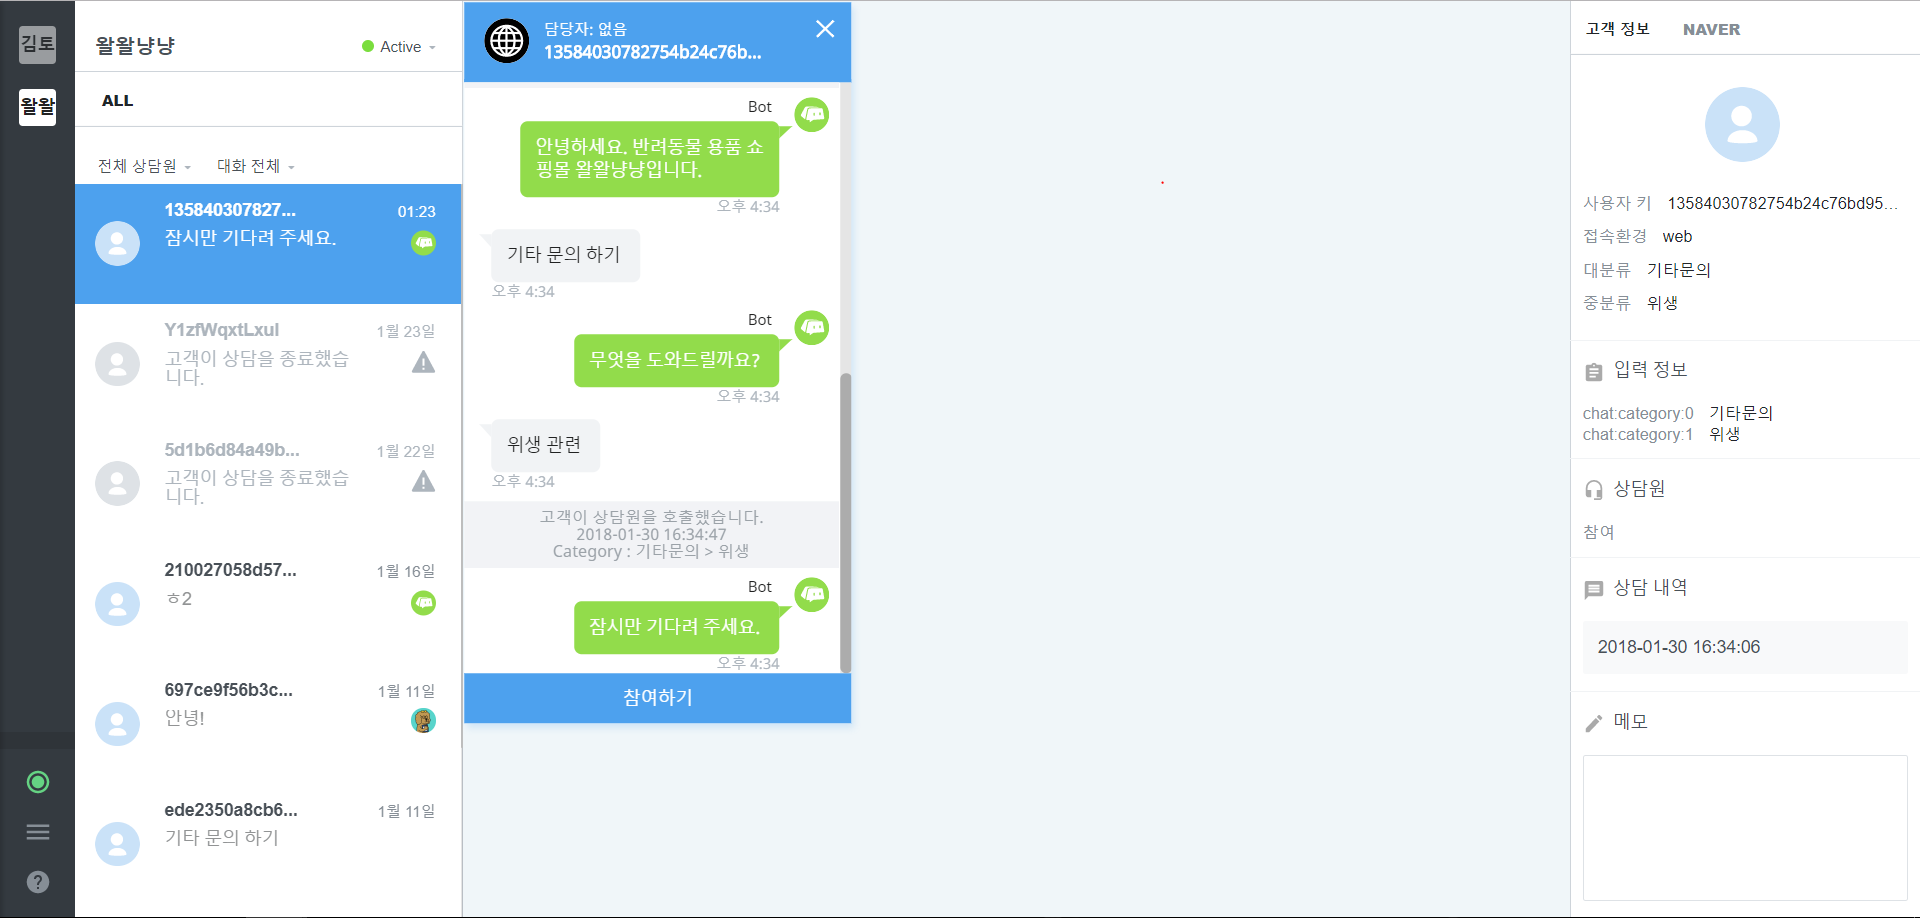 김토
왈왈
왈왈냥냥
Active
ALL
전체 상담원
대화 전체
135840307827...
01:23
잠시만 기다려 주세요.
Y1zfWqxtLxul
1월 23일
고객이 상담을 종료했습
니다.
5d1b6d84a49b...
1월 22일
고객이 상담을 종료했습
니다.
210027058d57...
1월 16일
ㅎ2
697ce9f56b3c...
1월 11일
안녕!
ede2350a8cb6...
1월 11일
기타 문의 하기
담당자: 없음
13584030782754b24c76b...
Bot
안녕하세요. 반려동물 용품 쇼
핑몰 왈왈냥냥입니다.
오후 4:34
기타 문의 하기
오후 4:34
Bot
무엇을 도와드릴까요?
오후 4:34
위생 관련
오후 4:34
고객이 상담원을 호출했습니다.
2018-01-30 16:34:47
Category : 기타문의 > 위생
Bot
잠시만 기다려 주세요.
오후 4:34
참여하기
고객 정보
NAVER
사용자 키 13584030782754b24c76bd95...
접속환경 web
대분류 기타문의
중분류 위생
입력 정보
chat:category:0 기타문의
chat:category:1 위생
상담원
참여
상담 내역
2018-01-30 16:34:06
메모